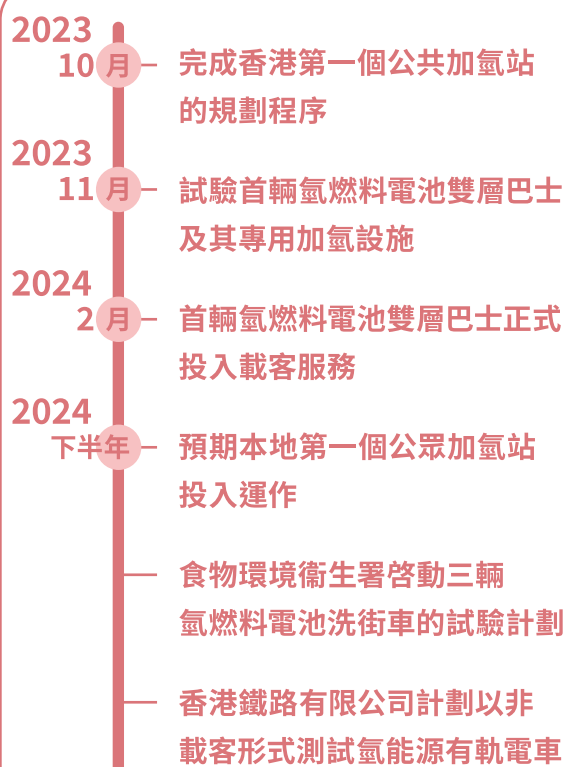 2023
10 月
完成香港第一個公共加氫站
的規劃程序
2023
11 月
試驗首輛氫燃料電池雙層巴士
及其專用加氫設施
2024
2 月
首輛氫燃料電池雙層巴士正式
投入載客服務
2024
下半年
預期本地第一個公眾加氫站
投入運作
食物環境衞生署啓動三輛
氫燃料電池洗街車的試驗計劃
香港鐵路有限公司計劃以非
載客形式測試氫能源有軌電車